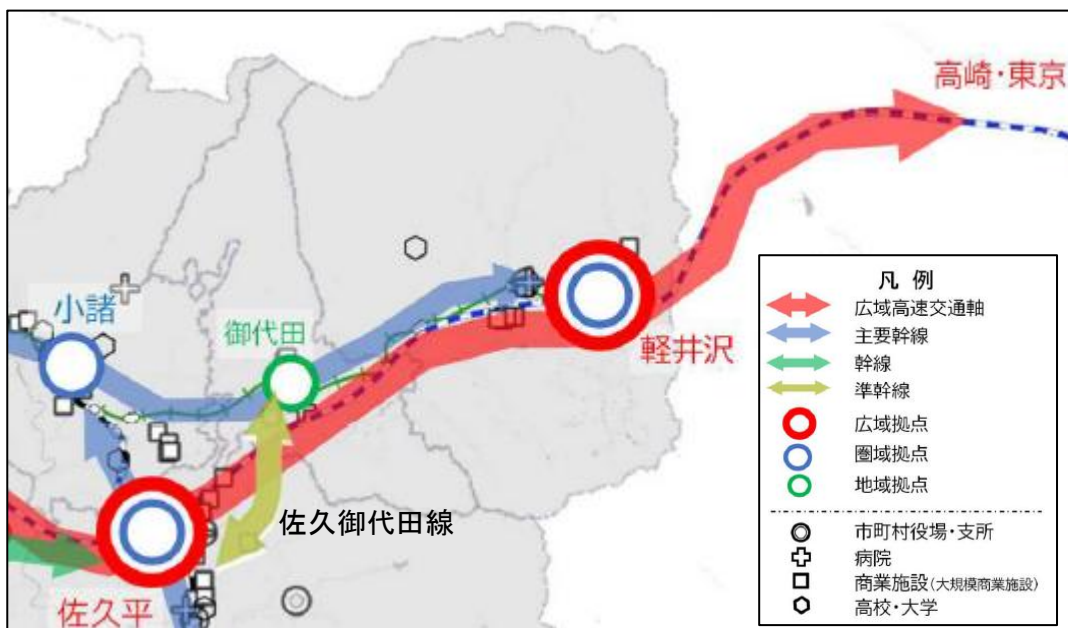 高崎・東京
小諸
御代田
軽井沢
佐久御代田線
佐久平
凡 例
広域高速交通軸
主要幹線
幹線
準幹線
広域拠点
圏域拠点
地域拠点
市町村役場・支所
病院
商業施設(大規模商業施設)
高校・大学